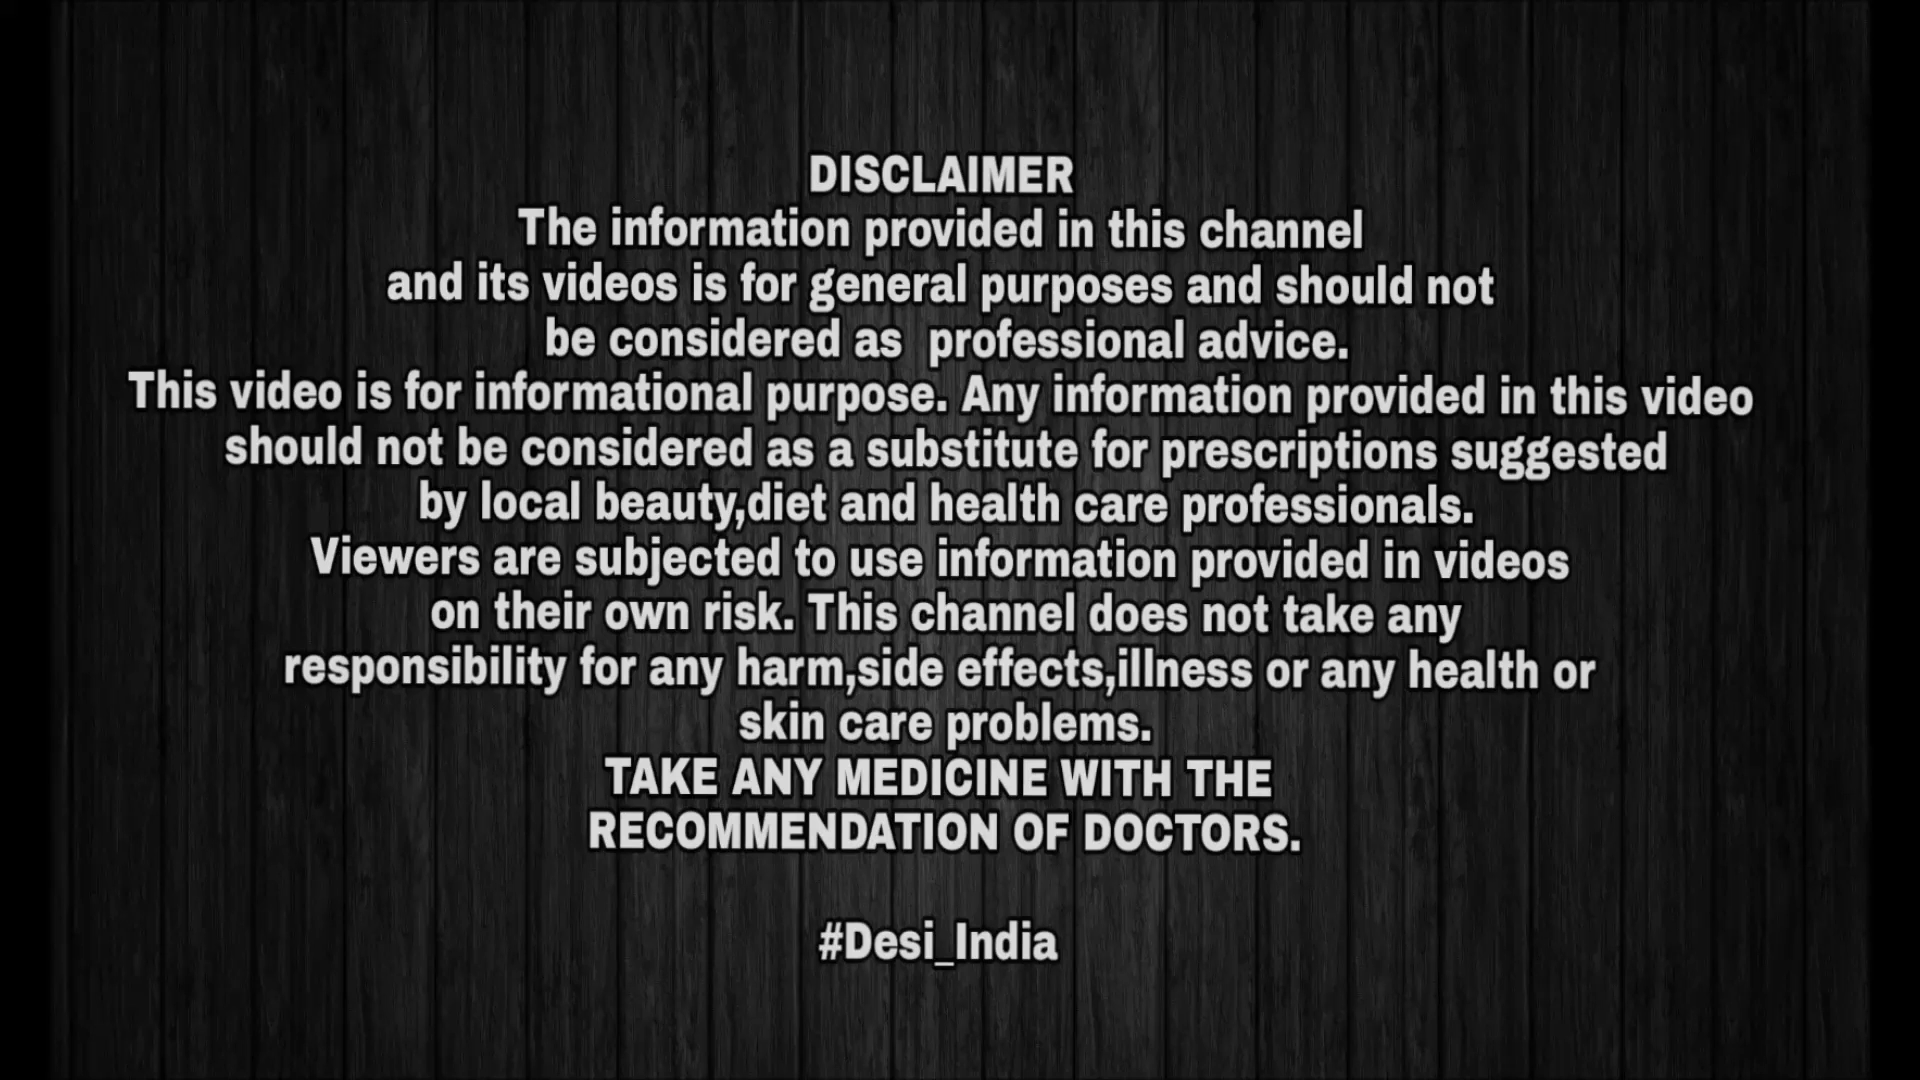 DISCLAIMER
The information provided in this channel
and its videos is for general purposes and should not
be considered as  professional advice.
This video is for informational purpose. Any information provided in this video
should not be considered as a substitute for prescriptions suggested
by local beauty,diet and health care professionals.
Viewers are subjected to use information provided in videos
on their own risk. This channel does not take any
responsibility for any harm,side effects,illness or any health or
skin care problems.
TAKE ANY MEDICINE WITH THE
RECOMMENDATION OF DOCTORS.
#Desi_India